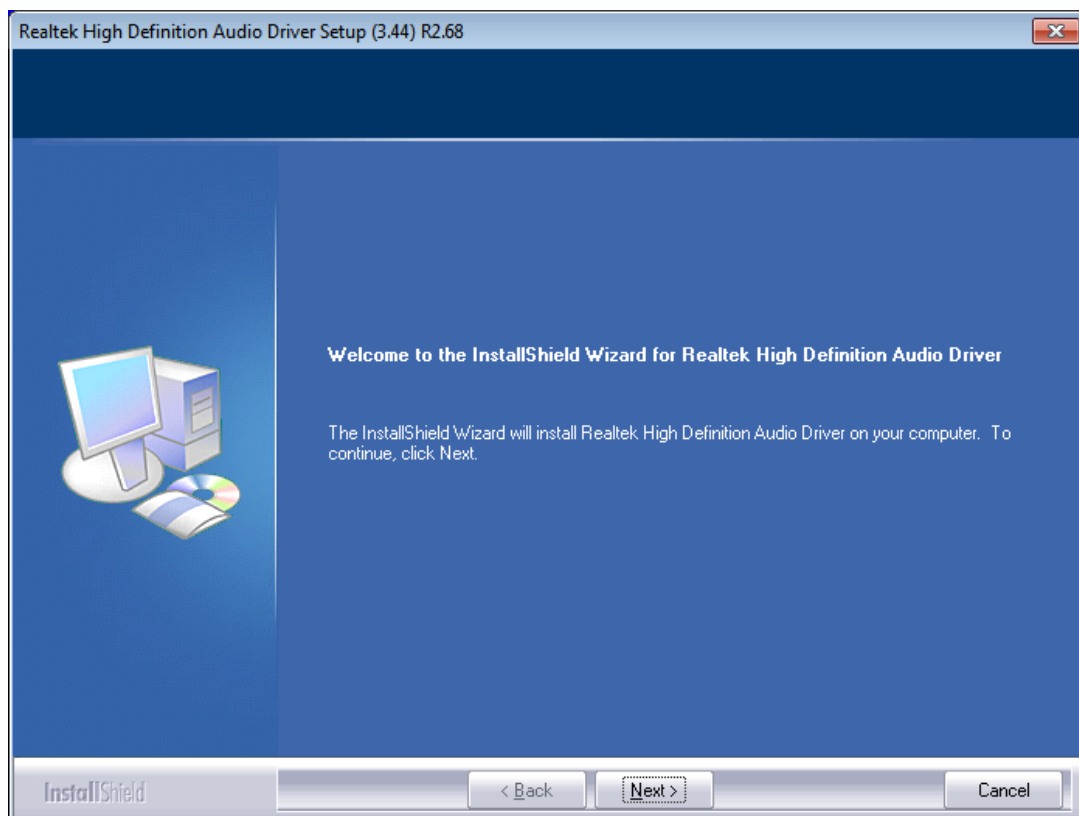 Realtek High Definition Audio Driver Setup (3.44) R2.68
Welcome to the InstallShield Wizard for Realtek High Definition Audio Driver
The InstallShield Wizard will install Realtek High Definition Audio Driver on your computer. To
continue, click Next.
InstallShield
< Back
Next >
Cancel